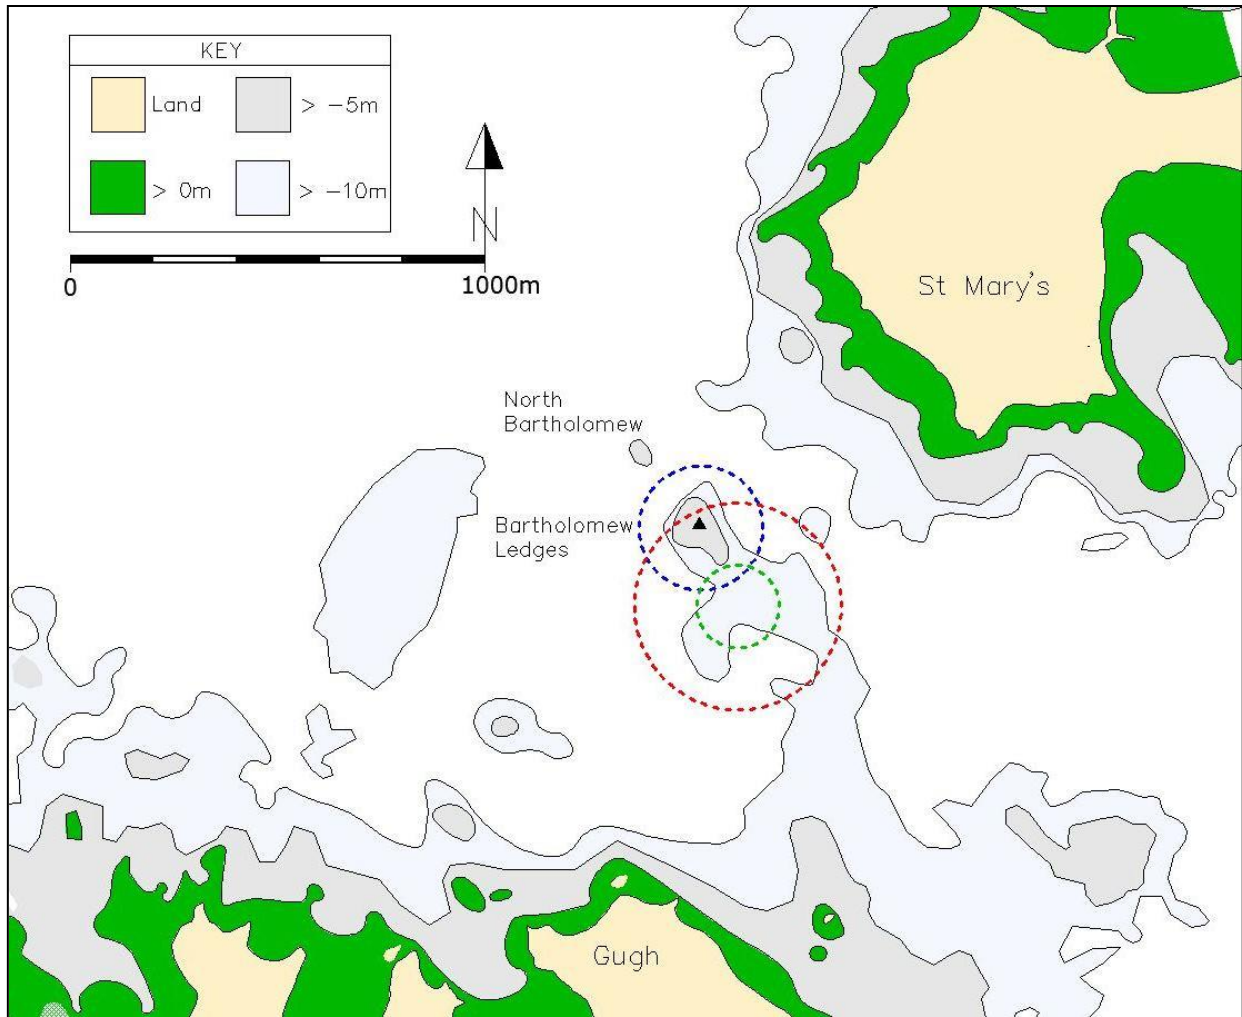 KEY
Land
> -5m
> 0m
> -10m
N
0
1000m
St Mary's
North
Bartholomew
Bartholomew
Ledges
Gugh